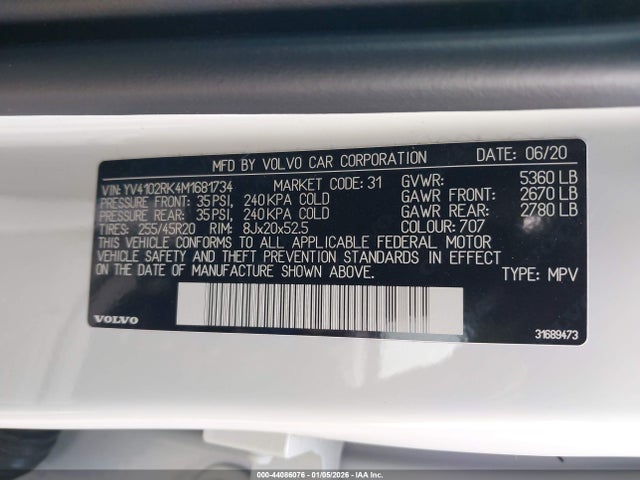 MFD BY VOLVO CAR CORPORATION DATE: 06/20
VIN: YV4102RK4M1681734 MARKET CODE: 31 GVWR: 5360 LB
PRESSURE FRONT: 35PSI, 240KPA COLD GAWR FRONT: 2670 LB
PRESSURE REAR: 35PSI, 240KPA COLD GAWR REAR: 2780 LB
TIRES: 255/45R20 RIM: 8Jx20x52.5 COLOUR: 707
THIS VEHICLE CONFORMS TO ALL APPLICABLE FEDERAL MOTOR
VEHICLE SAFETY AND THEFT PREVENTION STANDARDS IN EFFECT
ON THE DATE OF MANUFACTURE SHOWN ABOVE. TYPE: MPV
VOLVO 31689473
000-44086076 - 01/05/2026 - IAA Inc.